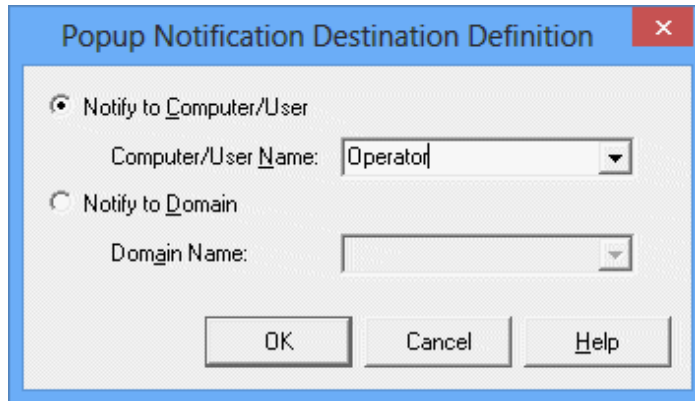 Popup Notification Destination Definition
Notify to Computer/User
Computer/User Name: Operator
Notify to Domain
Domain Name:
OK Cancel Help